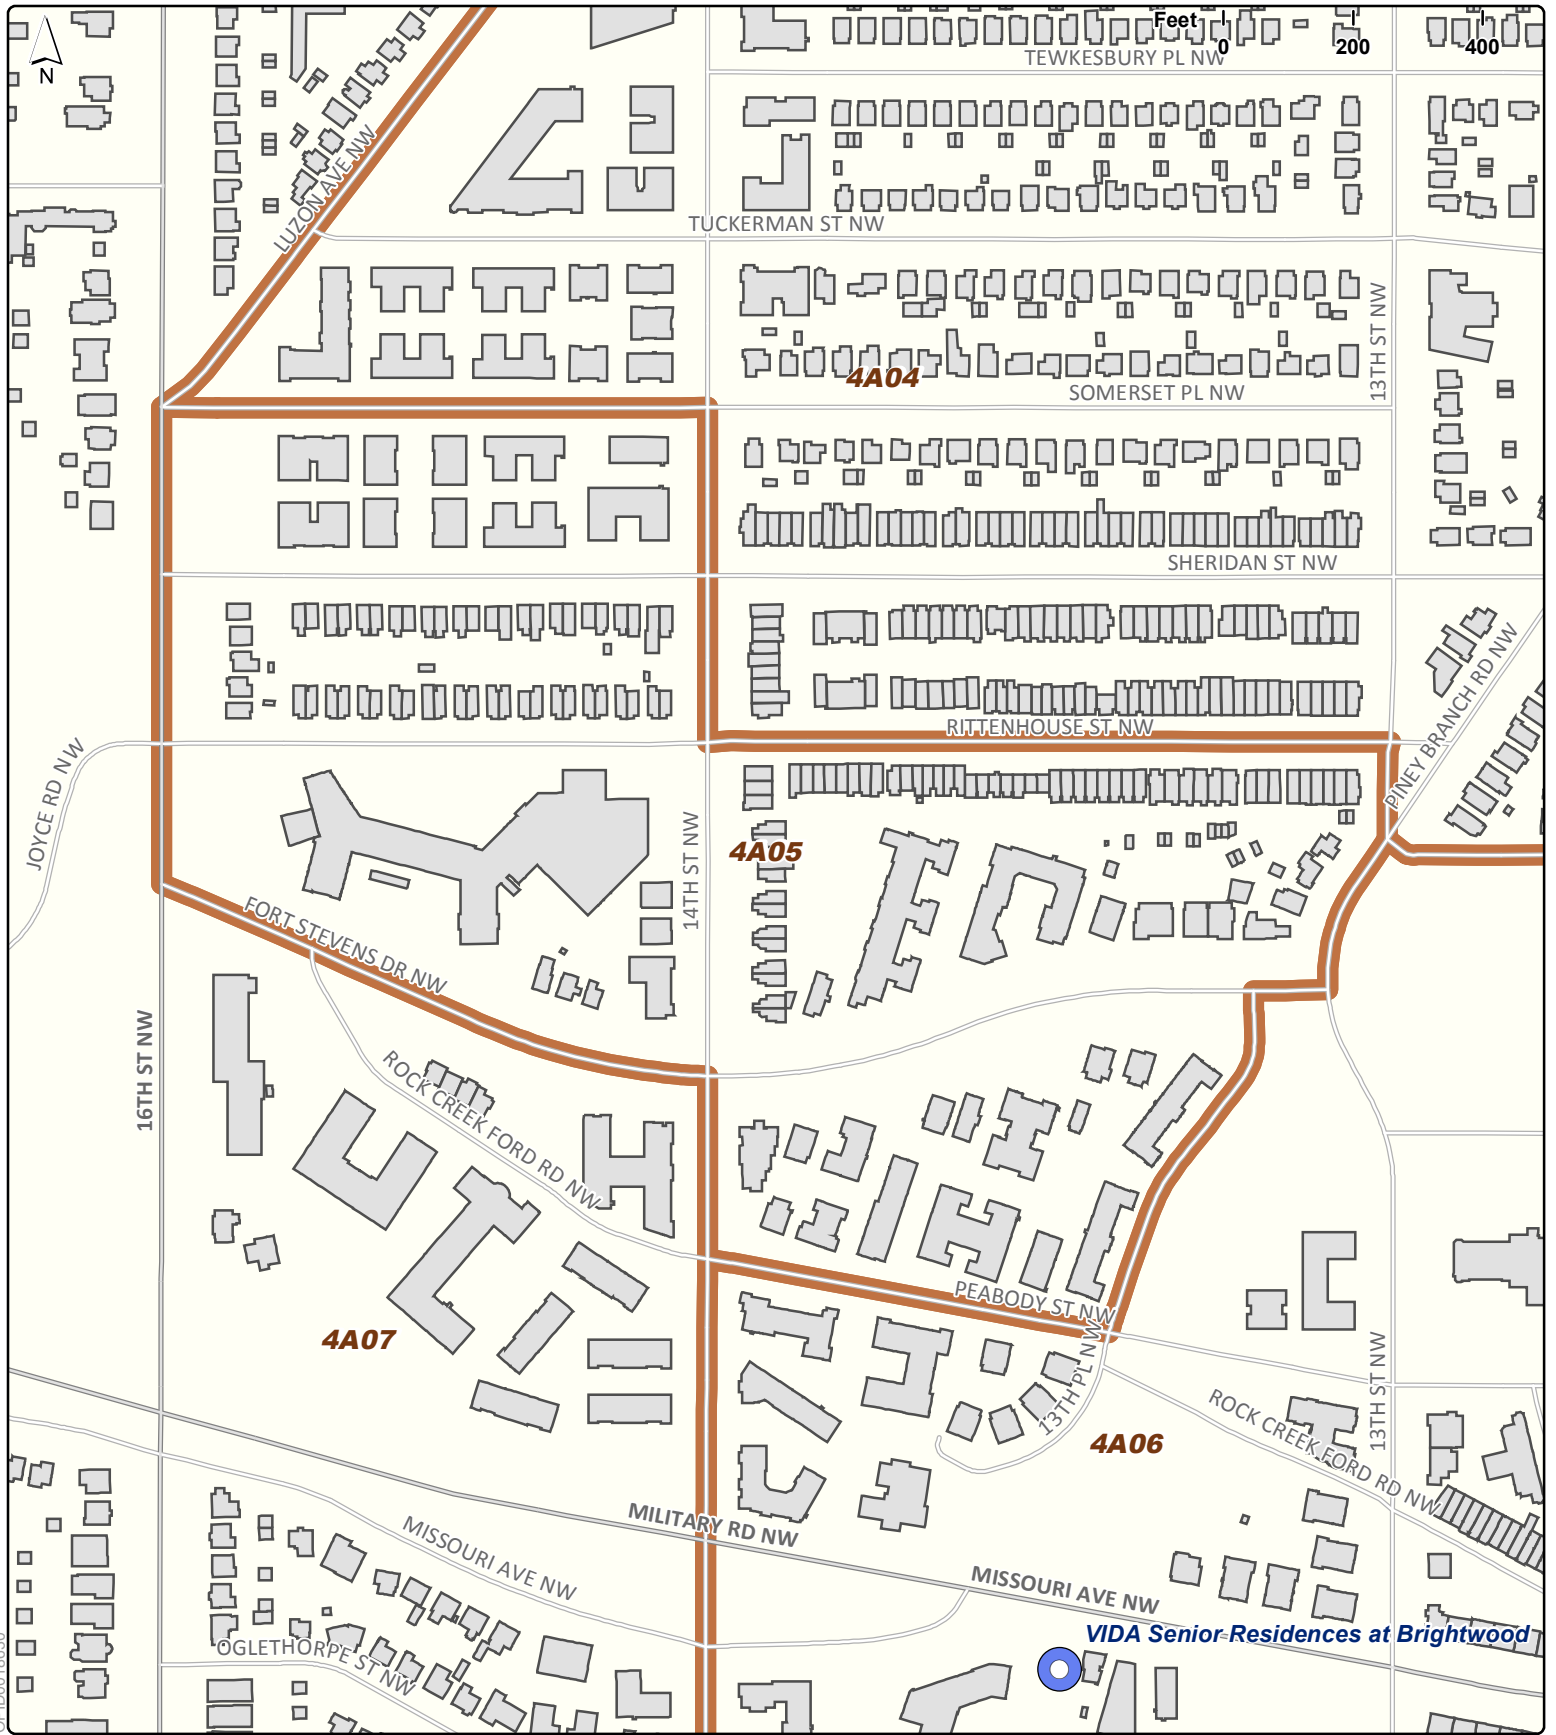 Feet
0
200
400
N
TEWKESBURY PL NW
LUZON AVE NW
TUCKERMAN ST NW
13TH ST NW
4A04
SOMERSET PL NW
SHERIDAN ST NW
PINEY BRANCH RD NW
RITTENHOUSE ST NW
JOYCE RD NW
14TH ST NW
4A05
FORT STEVENS DR NW
16TH ST NW
ROCK CREEK FORD RD NW
PEABODY ST NW
4A07
13TH PL NW
13TH ST NW
ROCK CREEK FORD RD NW
4A06
MILITARY RD NW
MISSOURI AVE NW
MISSOURI AVE NW
VIDA Senior Residences at Brightwood
OGLETHORPE ST NW